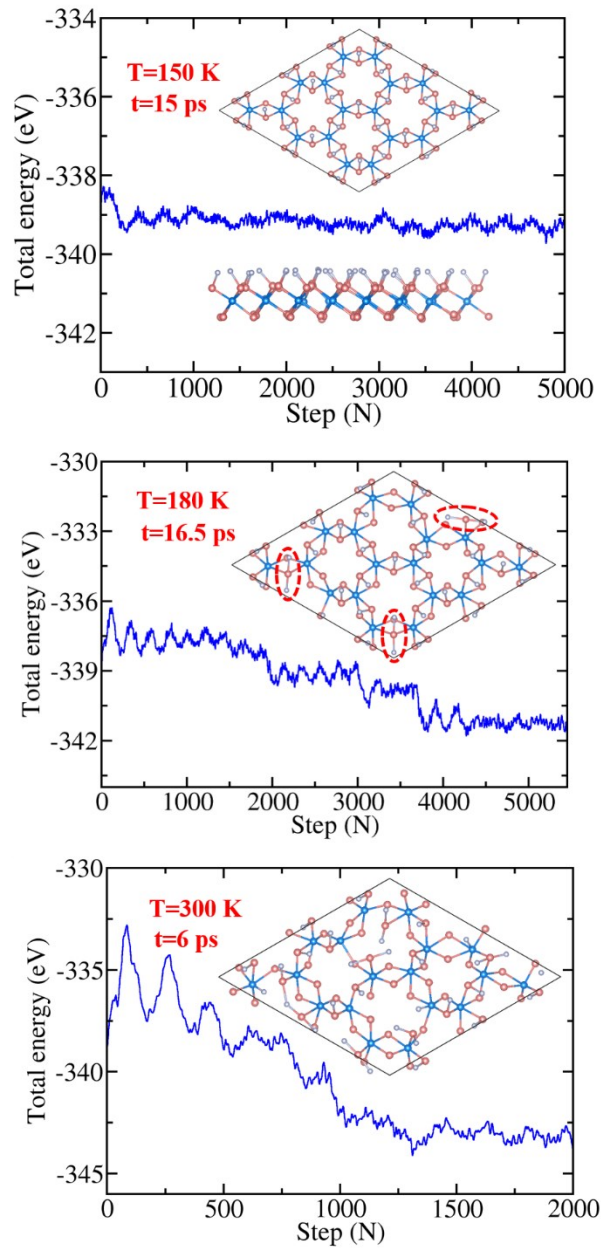 -334
T=150 K
t=15 ps
-336
Total energy (eV)
-338
-340
-342
0 1000 2000 3000 4000 5000
Step (N)
-330
T=180 K
t=16.5 ps
-333
Total energy (eV)
-336
-339
-342
0 1000 2000 3000 4000 5000
Step (N)
-330
T=300 K
t=6 ps
-335
Total energy (eV)
-340
-345
0 500 1000 1500 2000
Step (N)